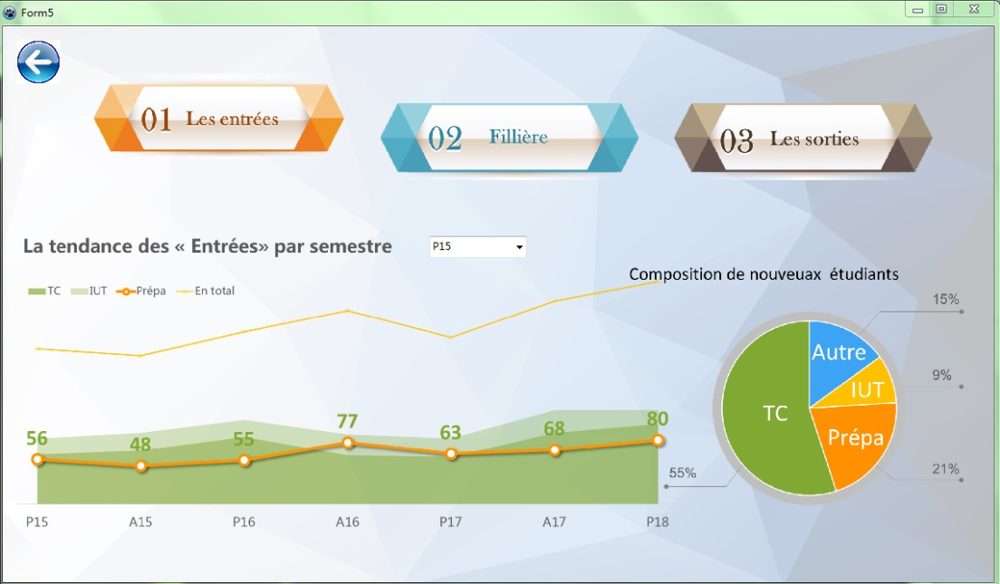 Form5
01 Les entrées
02 Fillière
03 Les sorties
La tendance des « Entrées» par semestre
P15
Composition de nouveuax étudiants
TC IUT Prépa En total
15%
Autre
9%
IUT
TC
Prépa
21%
55%
56 48 55 77 63 68 80
P15 A15 P16 A16 P17 A17 P18